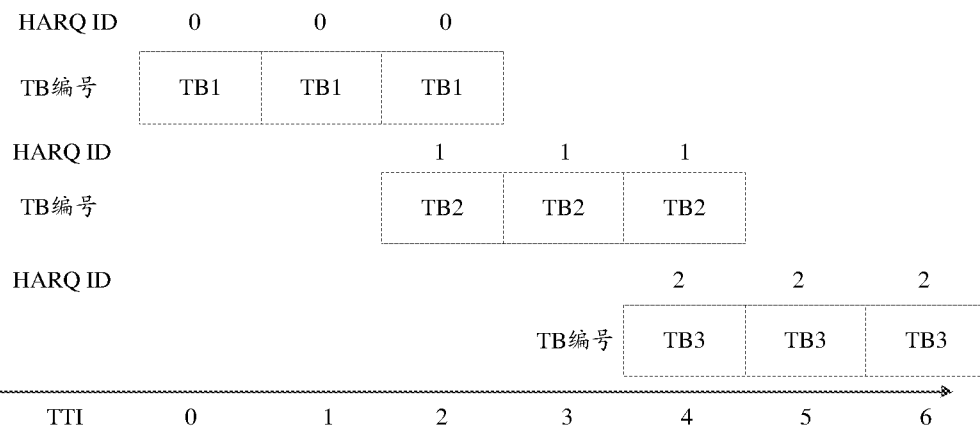 HARQ ID 0 0 0
TB编号 TB1 TB1 TB1
HARQ ID 1 1 1
TB编号 TB2 TB2 TB2
HARQ ID 2 2 2
TB编号 TB3 TB3 TB3
TTI 0 1 2 3 4 5 6